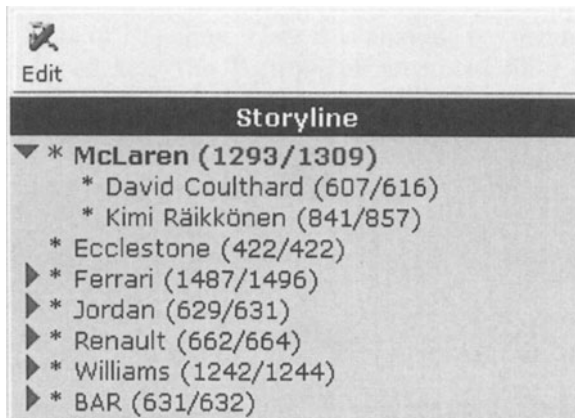 Edit
Storyline
* McLaren (1293/1309)
* David Coulthard (607/616)
* Kimi Räikkönen (841/857)
* Ecclestone (422/422)
* Ferrari (1487/1496)
* Jordan (629/631)
* Renault (662/664)
* Williams (1242/1244)
* BAR (631/632)